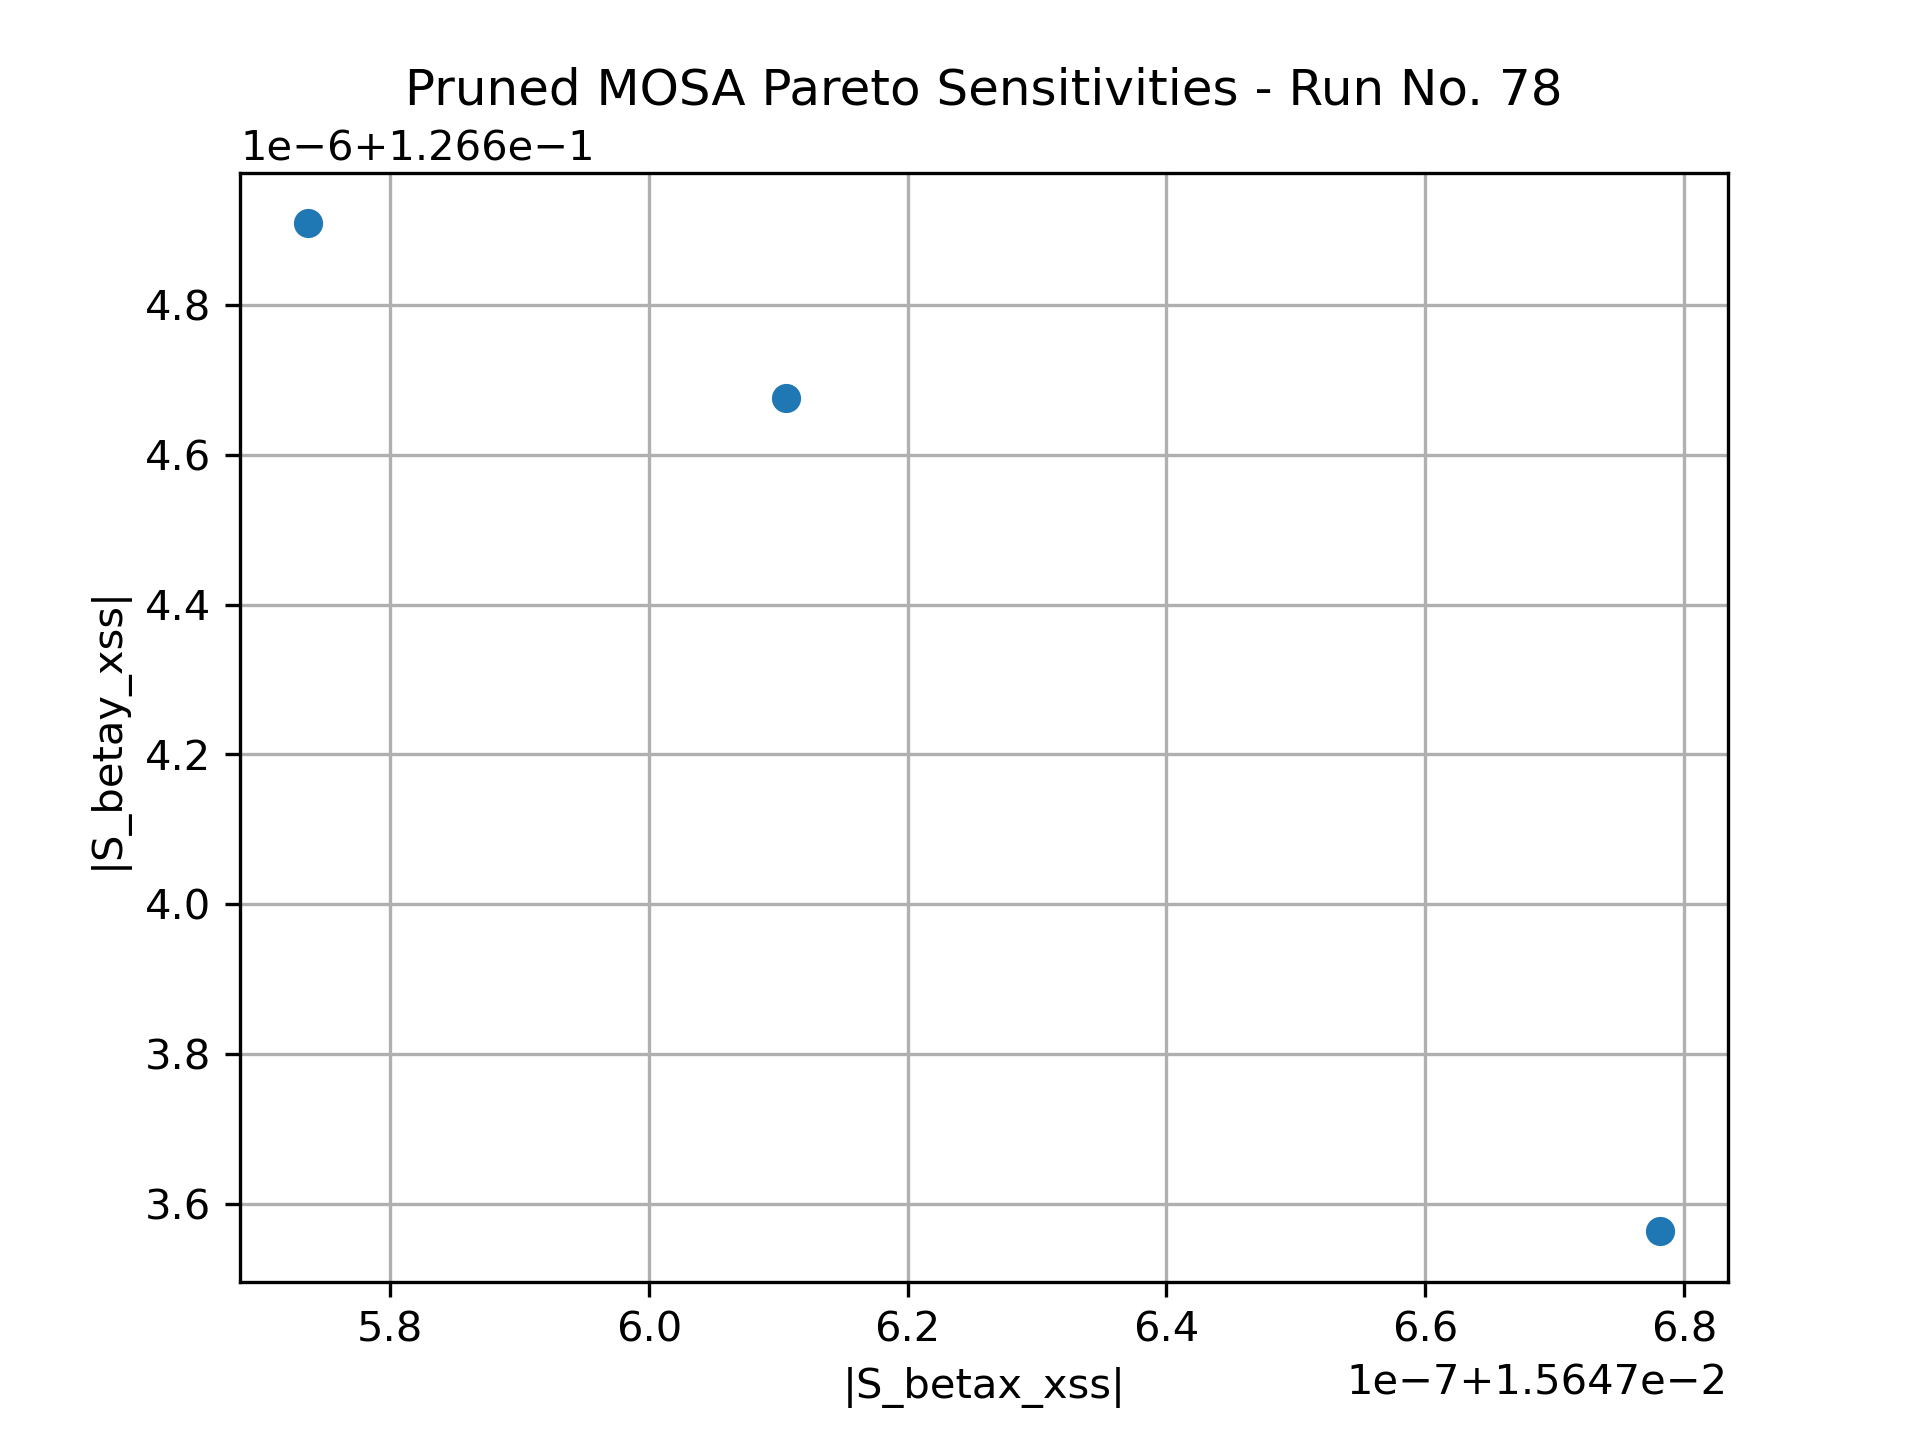 Pruned MOSA Pareto Sensitivities - Run No. 78
1e−6+1.266e−1
4.8
4.6
4.4
4.2
4.0
3.8
3.6
|S_betay_xss|
5.8 6.0 6.2 6.4 6.6 6.8
1e−7+1.5647e−2
|S_betax_xss|